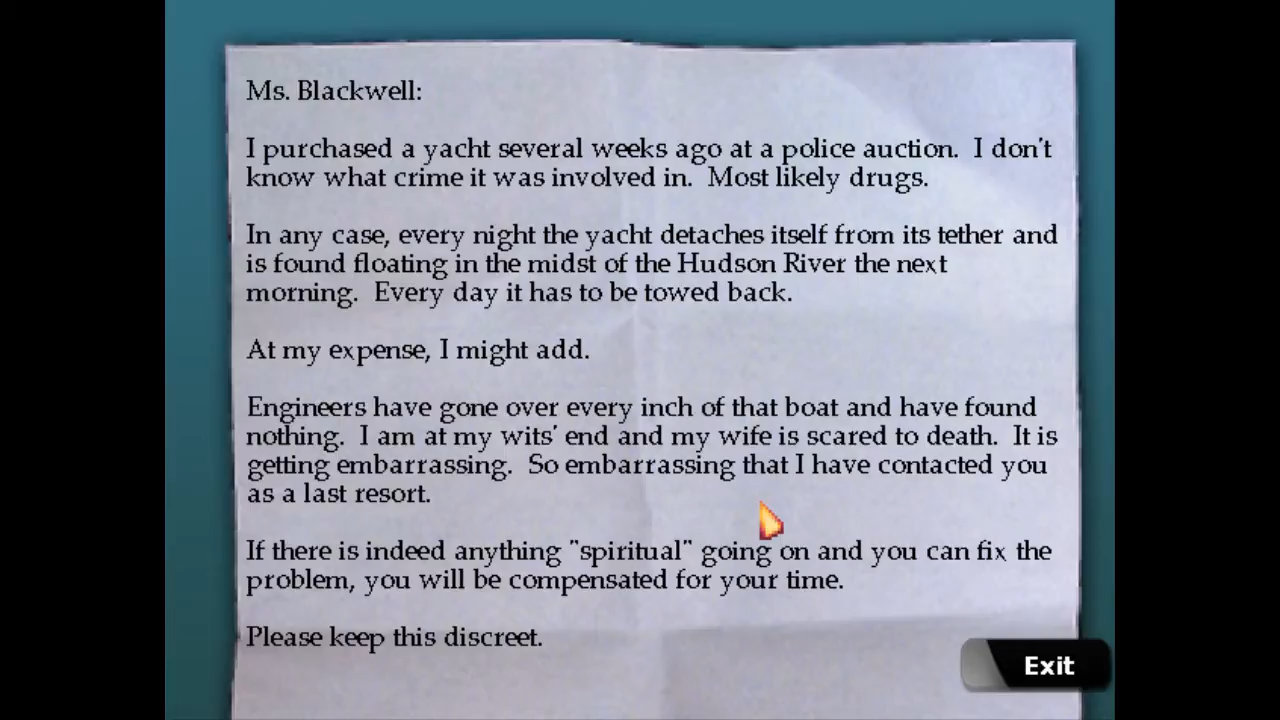 Ms. Blackwell:
I purchased a yacht several weeks ago at a police auction.  I don't
know what crime it was involved in.  Most likely drugs.
In any case, every night the yacht detaches itself from its tether and
is found floating in the midst of the Hudson River the next
morning.  Every day it has to be towed back.
At my expense, I might add.
Engineers have gone over every inch of that boat and have found
nothing.  I am at my wits' end and my wife is scared to death.  It is
getting embarrassing.  So embarrassing that I have contacted you
as a last resort.
If there is indeed anything "spiritual" going on and you can fix the
problem, you will be compensated for your time.
Please keep this discreet.
Exit